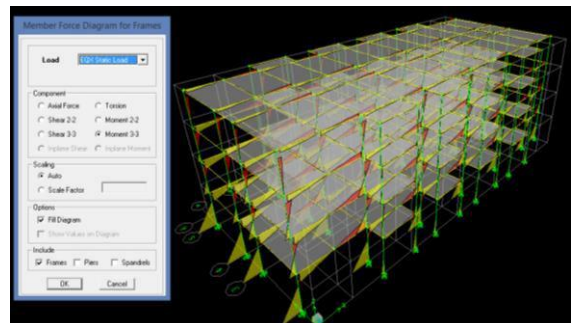 Member Force Diagram for Frames
Load EQX Static Load
Component
Axial Force Torsion
Shear 2-2 Moment 2-2
Shear 3-3 Moment 3-3
Inplane Shear Inplane Moment
Scaling
Auto
Scale Factor
Options
Fill Diagram
Show Values on Diagram
Include
Frames Piers Spandrels
OK Cancel